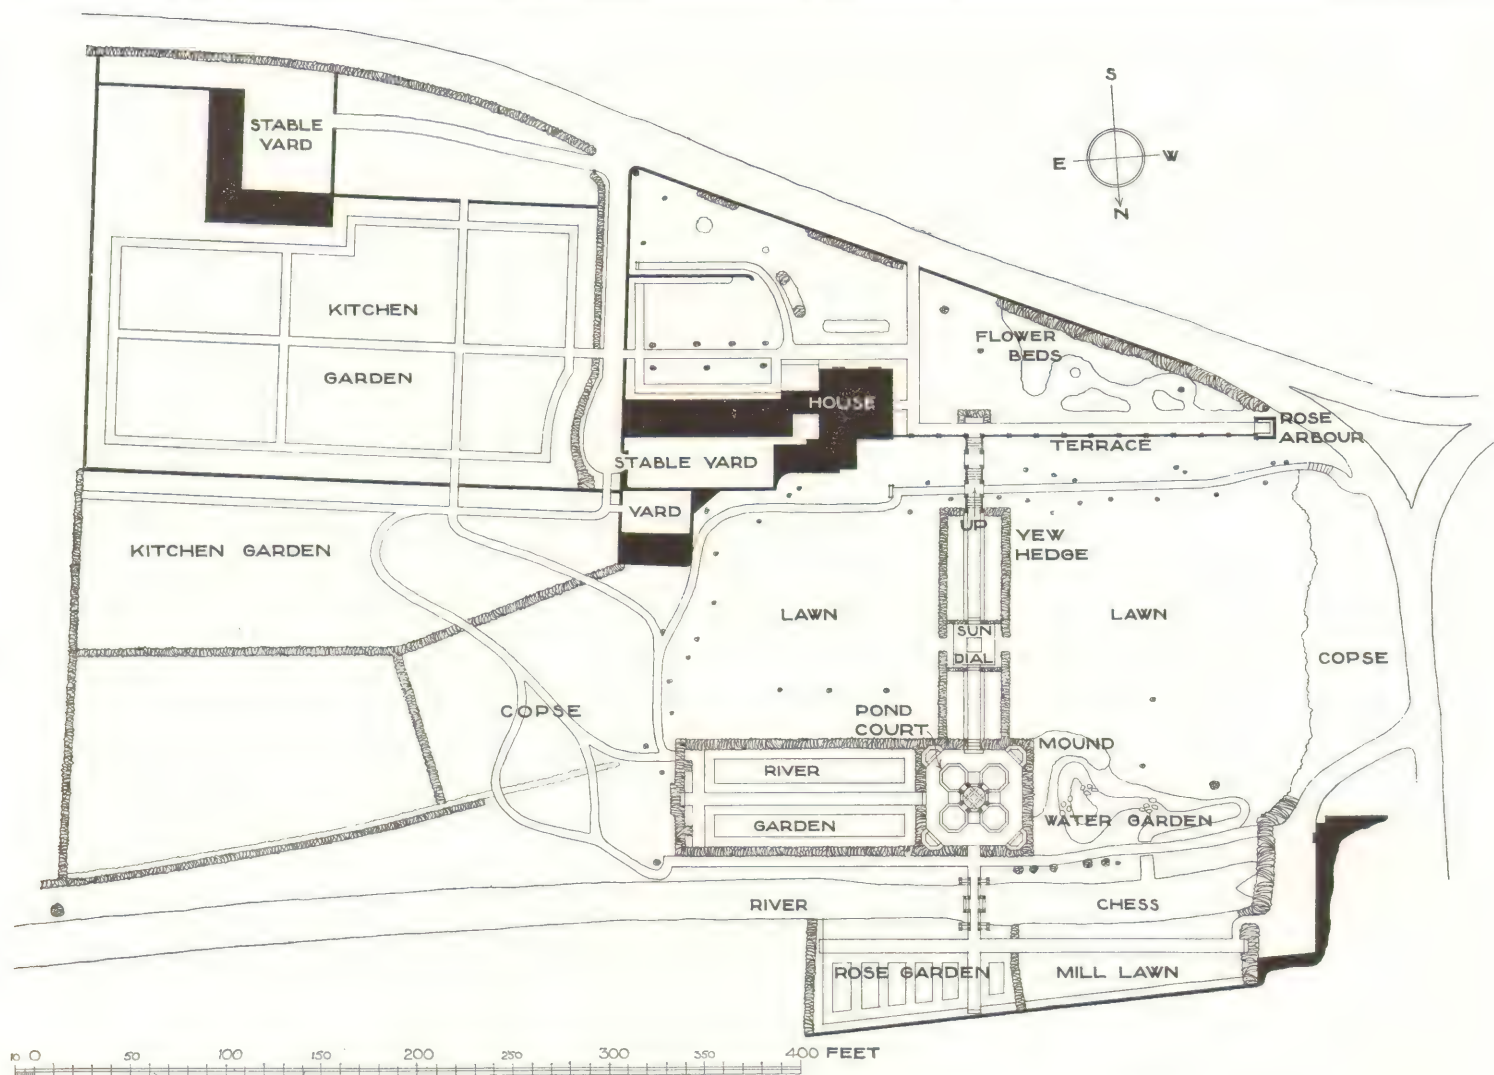 S
E W
N
STABLE
YARD
KITCHEN
GARDEN
FLOWER
BEDS
HOUSE
ROSE
ARBOUR
TERRACE
STABLE YARD
YARD
UP
YEW
HEDGE
KITCHEN GARDEN
LAWN
LAWN
SUN
DIAL
COPSE
COPSE
POND
COURT
MOUND
RIVER
GARDEN
WATER GARDEN
RIVER CHESS
ROSE GARDEN
MILL LAWN
10 0 50 100 150 200 250 300 350 400 FEET